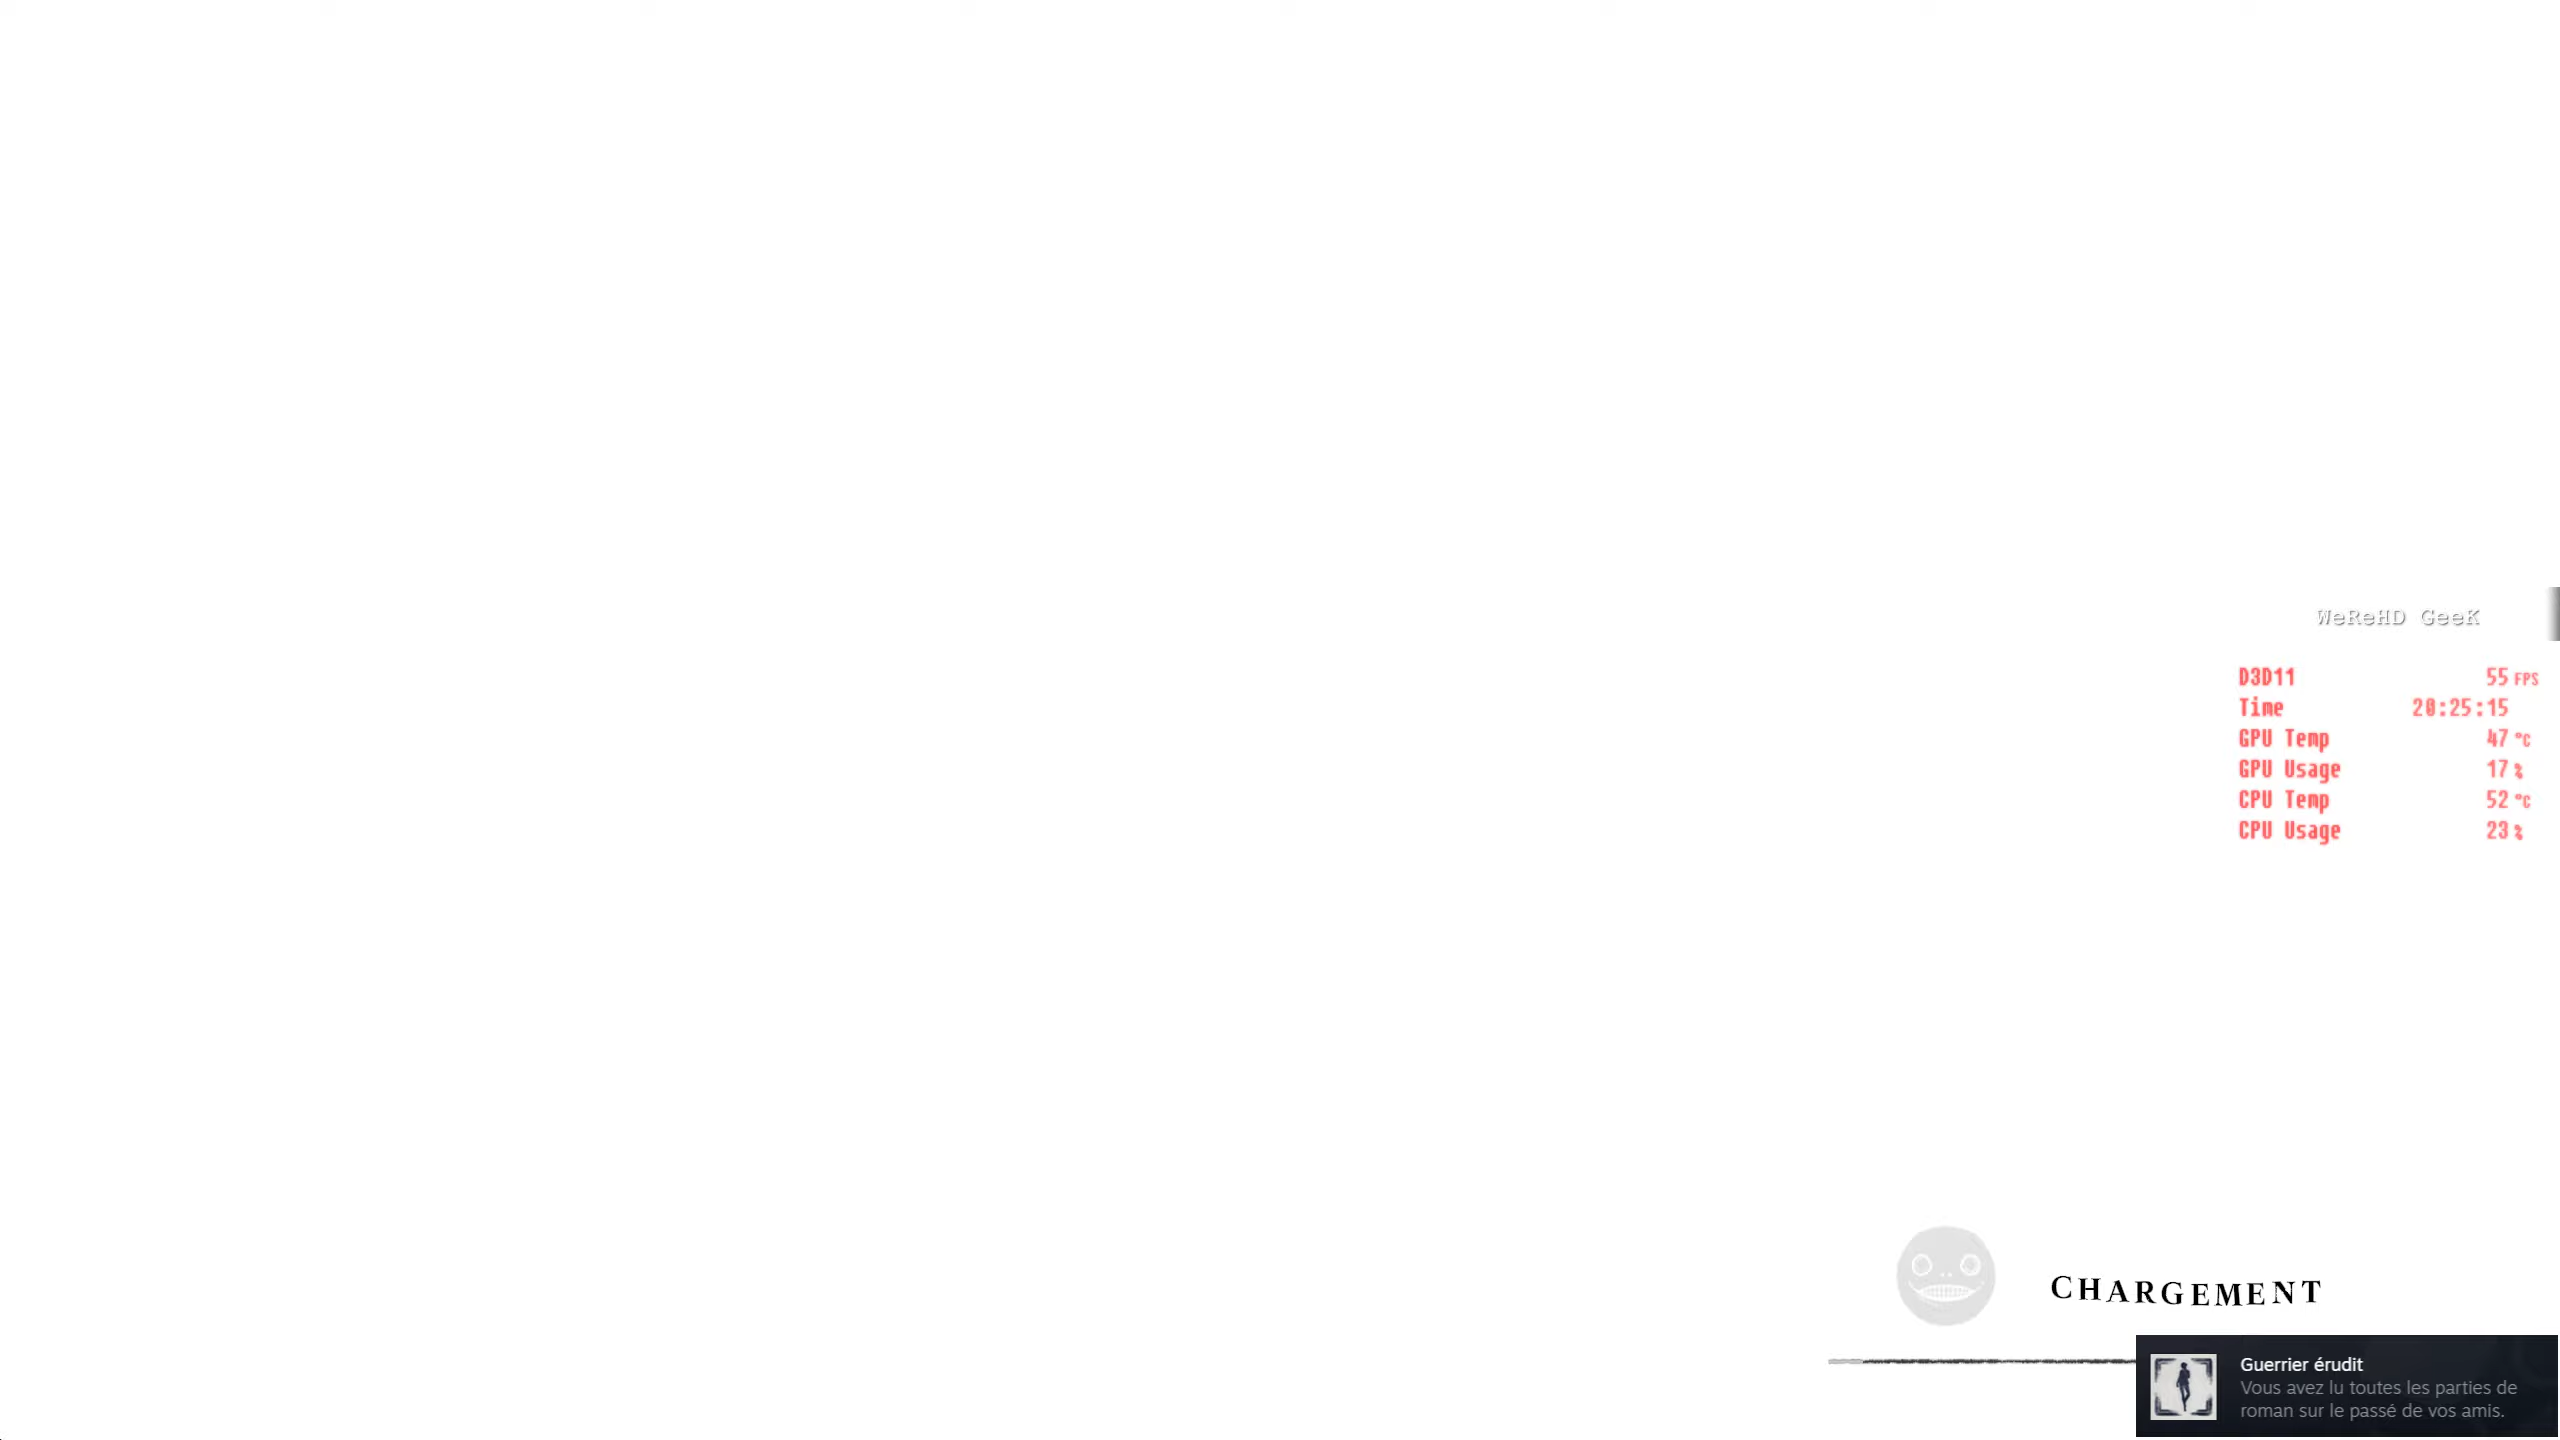 WeReHD GeeK
D3D11 55 FPS
Time 20:25:15
GPU Temp 47 °C
GPU Usage 17 %
CPU Temp 52 °C
CPU Usage 23 %
CHARGEMENT
Guerrier érudit
Vous avez lu toutes les parties de
roman sur le passé de vos amis.